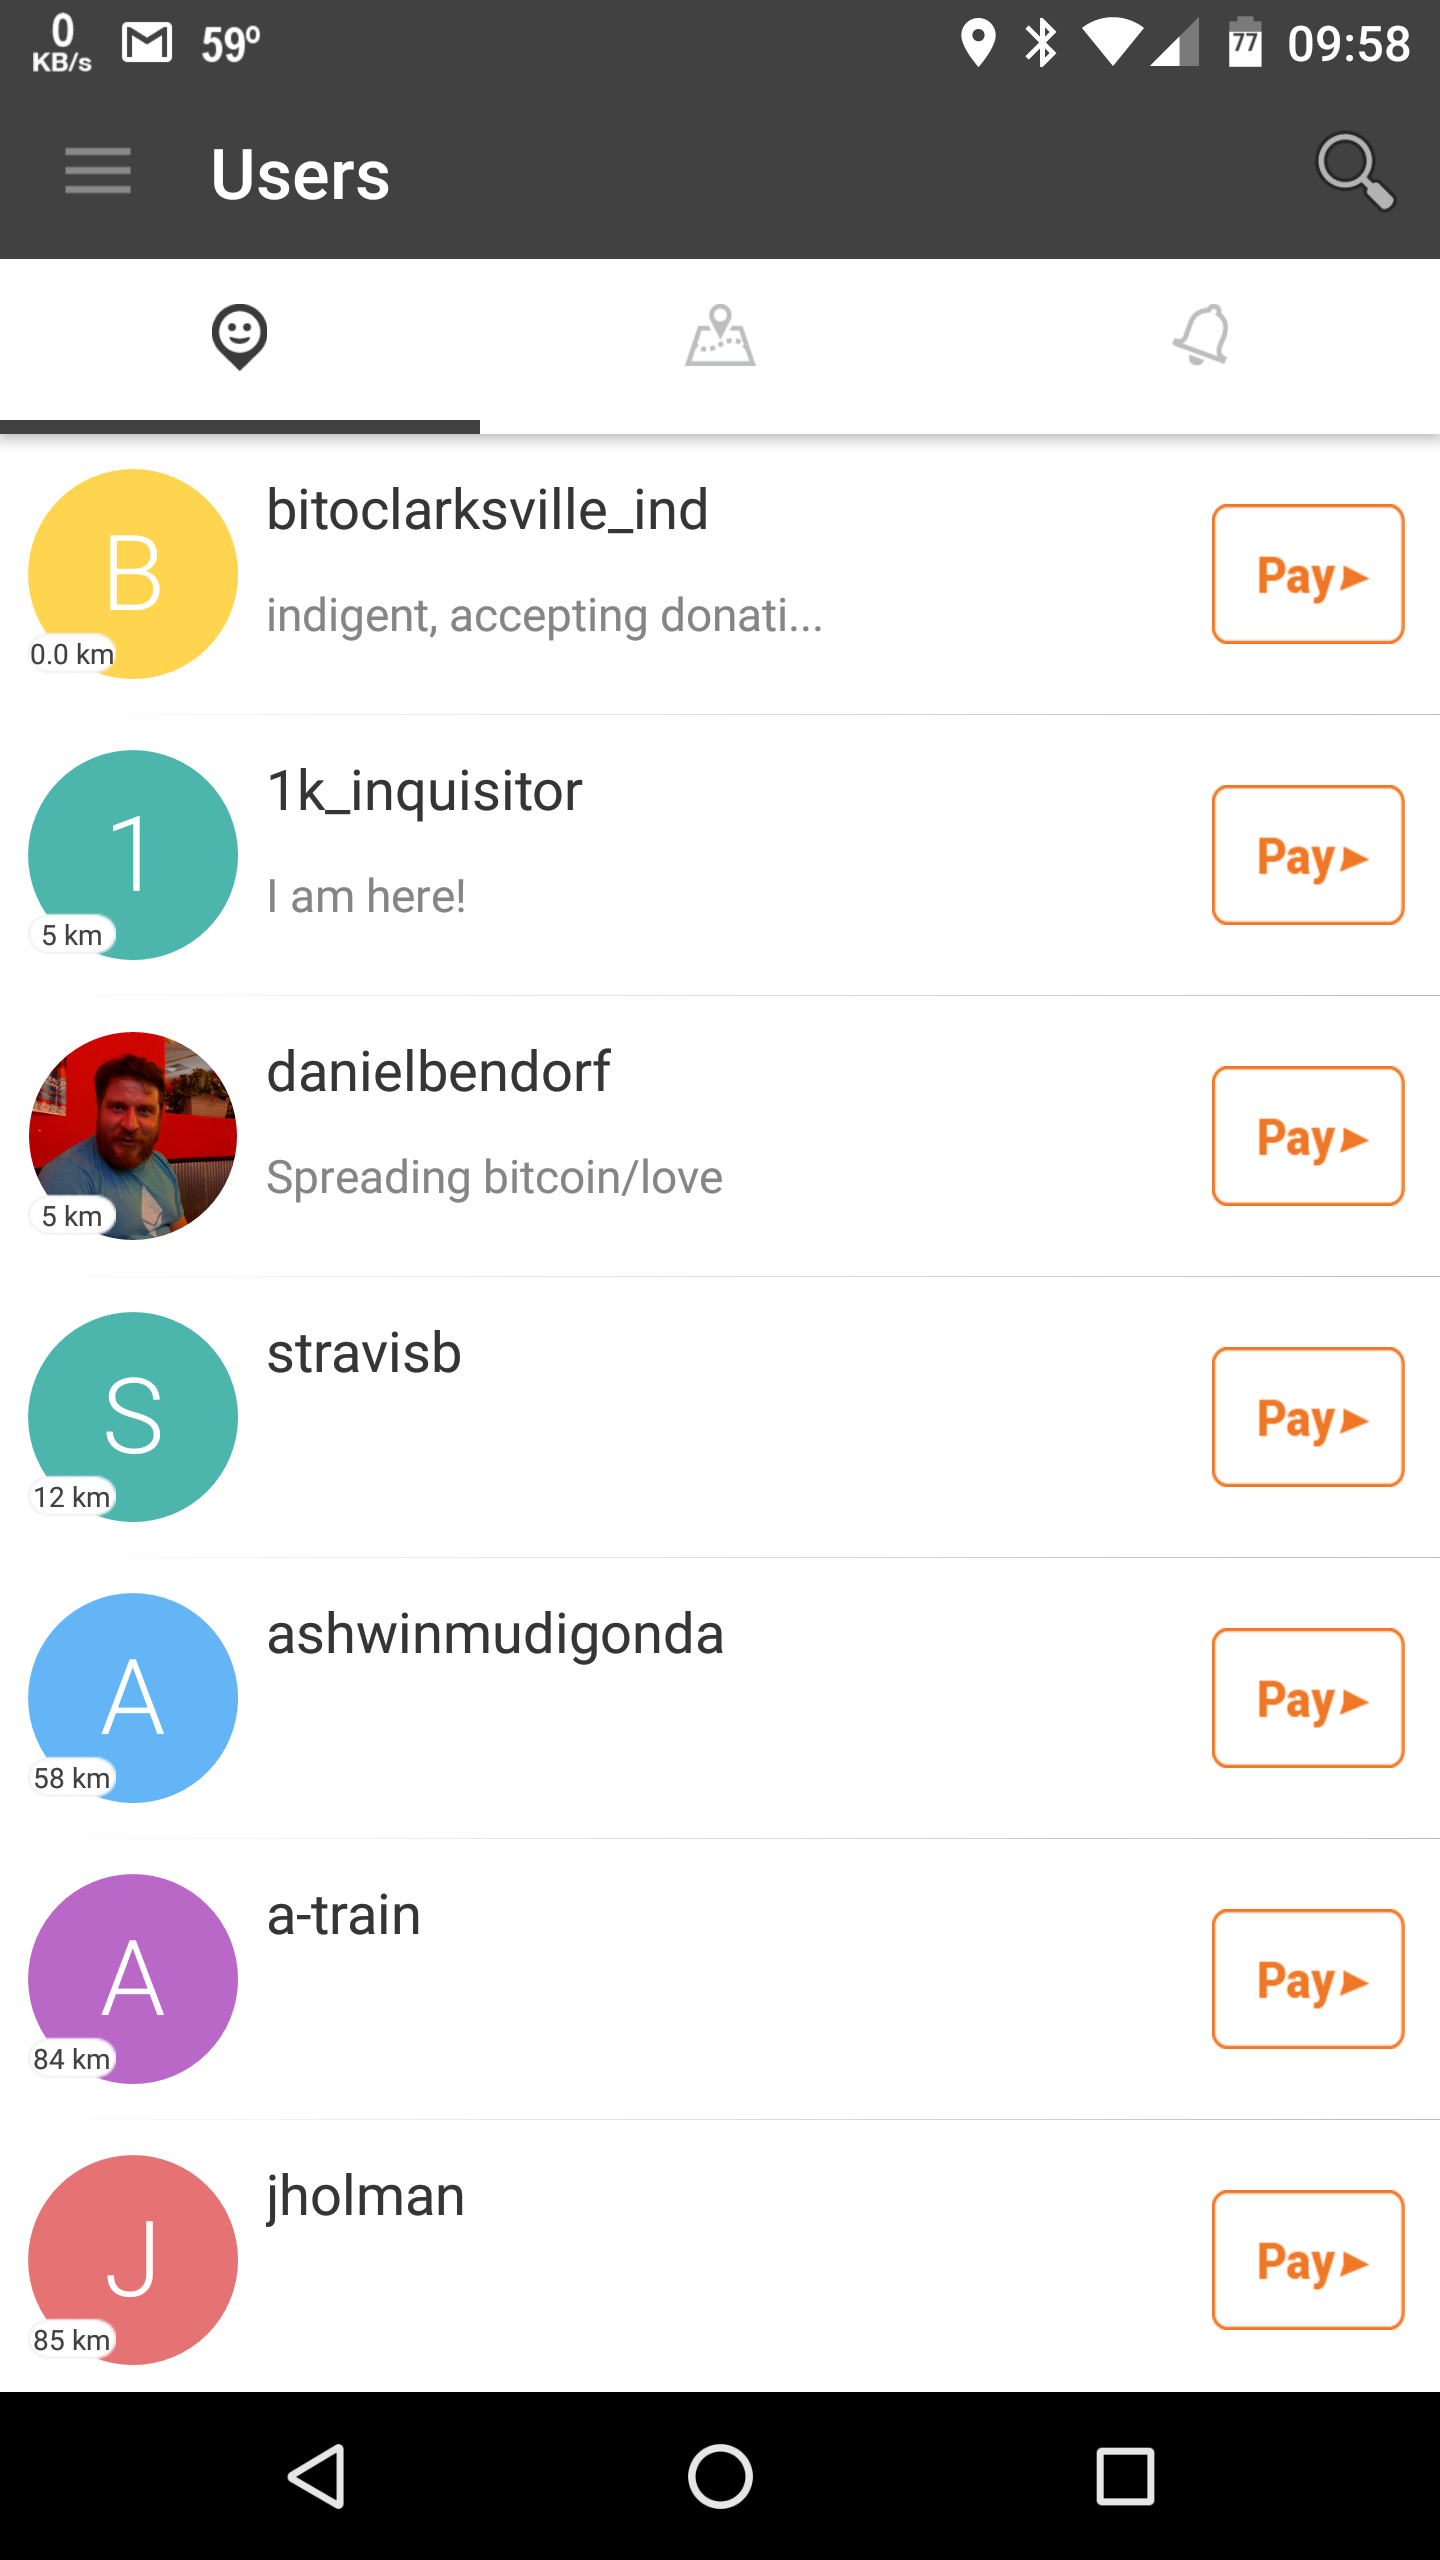 0
KB/s
59º
77
09:58
Users
B
0.0 km
bitoclarksville_ind
indigent, accepting donati...
Pay
1
5 km
1k_inquisitor
I am here!
Pay
5 km
danielbendorf
Spreading bitcoin/love
Pay
S
12 km
stravisb
Pay
A
58 km
ashwinmudigonda
Pay
A
84 km
a-train
Pay
J
85 km
jholman
Pay